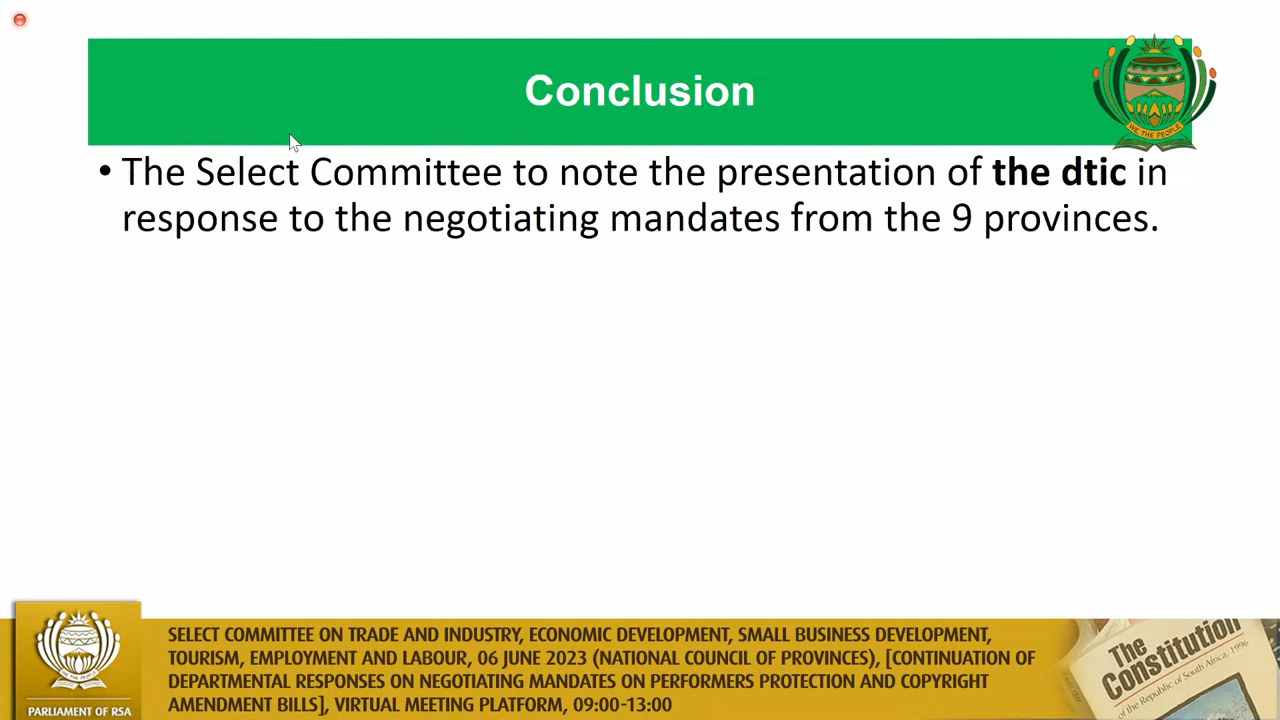 Conclusion
WE, THE PEOPLE
• The Select Committee to note the presentation of the dtic in
response to the negotiating mandates from the 9 provinces.
SELECT COMMITTEE ON TRADE AND INDUSTRY, ECONOMIC DEVELOPMENT, SMALL BUSINESS DEVELOPMENT,
TOURISM, EMPLOYMENT AND LABOUR, 06 JUNE 2023 (NATIONAL COUNCIL OF PROVINCES), [CONTINUATION OF
DEPARTMENTAL RESPONSES ON NEGOTIATING MANDATES ON PERFORMERS PROTECTION AND COPYRIGHT
AMENDMENT BILLS], VIRTUAL MEETING PLATFORM, 09:00-13:00
PARLIAMENT OF RSA
The
Constitution
of the Republic of South Africa, 1996